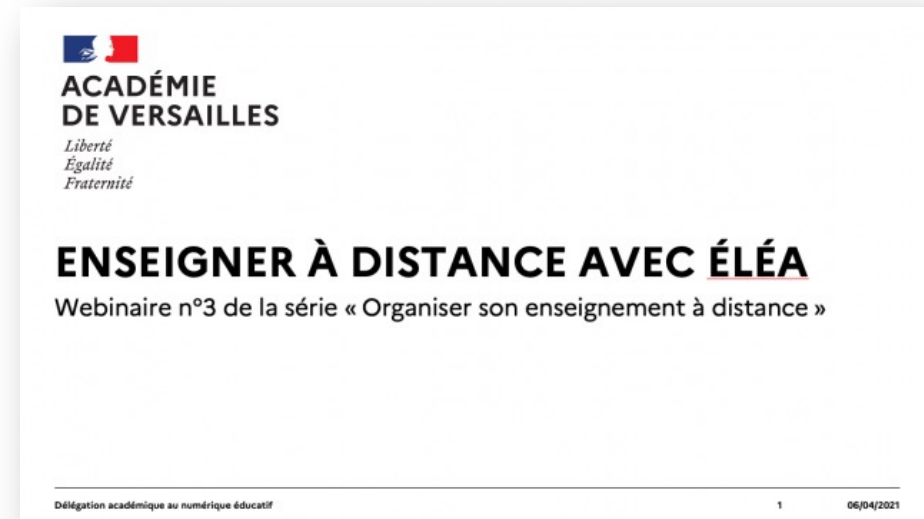 ACADÉMIE
DE VERSAILLES
Liberté
Égalité
Fraternité
ENSEIGNER À DISTANCE AVEC ÉLÉA
Webinaire n°3 de la série « Organiser son enseignement à distance »
Délégation académique au numérique éducatif 1 06/04/2021